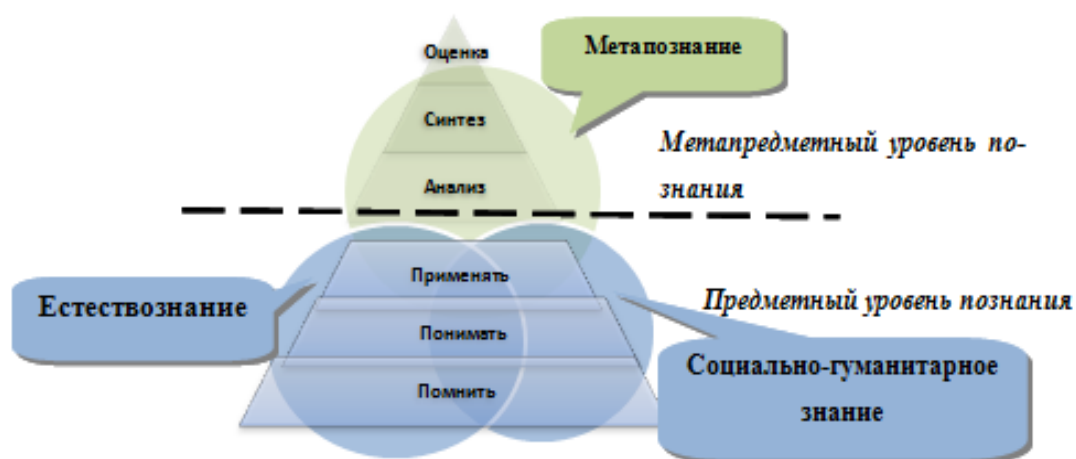 Оценка
Метапознание
Синтез
Метапредметный уровень по-
знания
Анализ
Применять
Естествознание
Предметный уровень познания
Понимать
Социально-гуманитарное
знание
Помнить